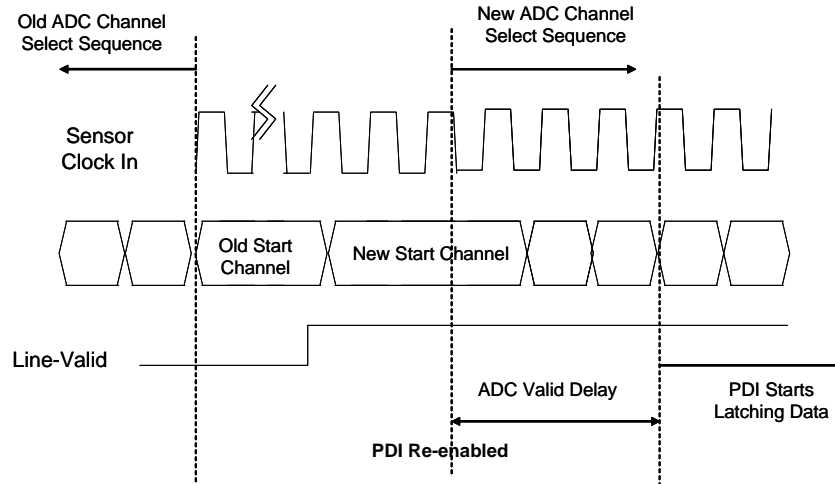 Old ADC Channel
Select Sequence
New ADC Channel
Select Sequence
Sensor
Clock In
Old Start
Channel
New Start Channel
Line-Valid
ADC Valid Delay
PDI Starts
Latching Data
PDI Re-enabled